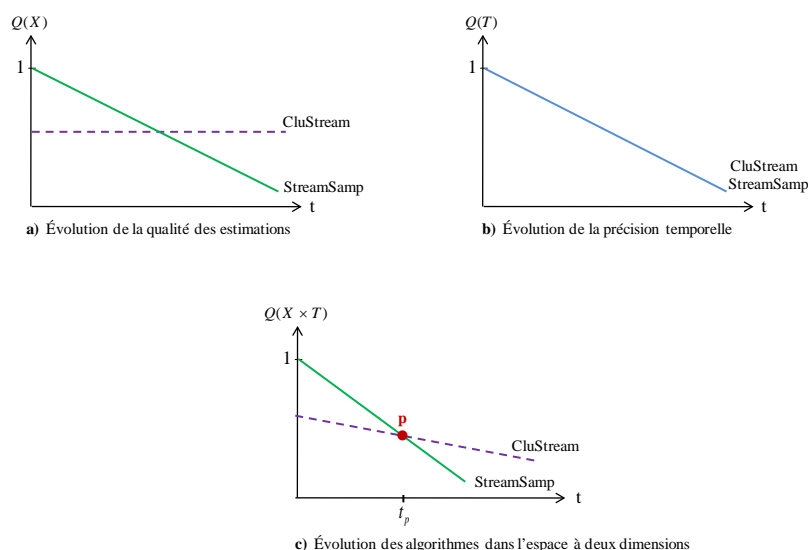 Q(X)
1
CluStream
StreamSamp
t
a) Évolution de la qualité des estimations
Q(T)
1
CluStream
StreamSamp
t
b) Évolution de la précision temporelle
Q(X × T)
1
p
CluStream
StreamSamp
t
t_p
c) Évolution des algorithmes dans l'espace à deux dimensions